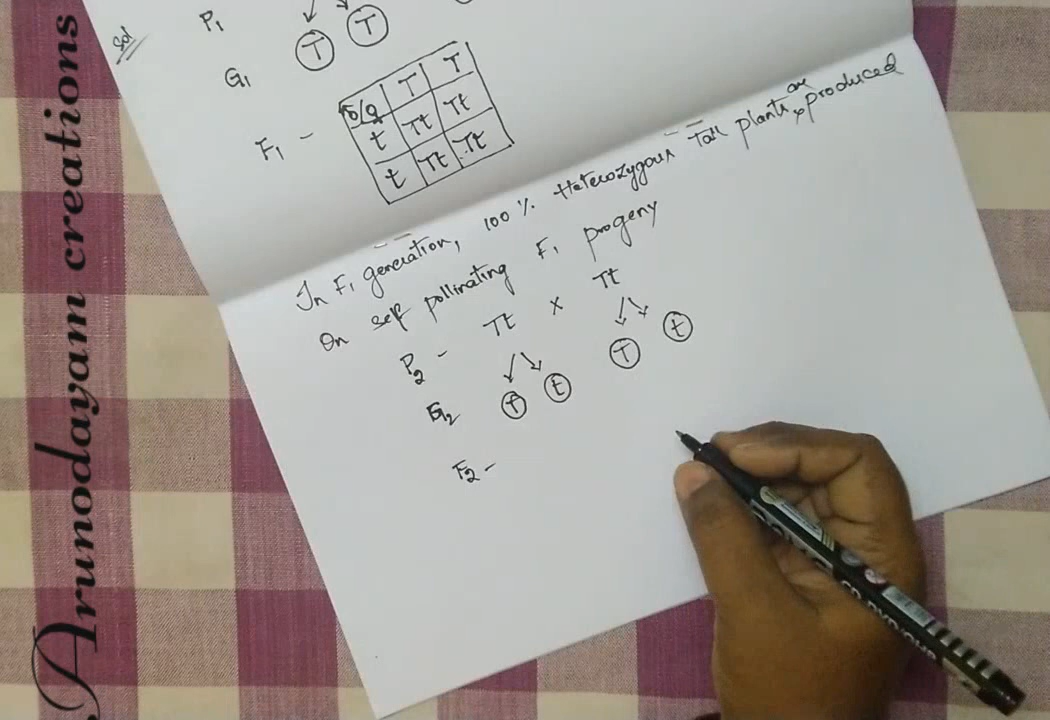 Sol
P1
G1 T T
F1 -
♂/♀ T T
t Tt Tt
t Tt Tt
In F1 generation, 100 % Heterozygous Tall plants are produced
On self pollinating F1 progeny
P2 - Tt x Tt
G2 T t T t
F2 -
Arunodayam creations